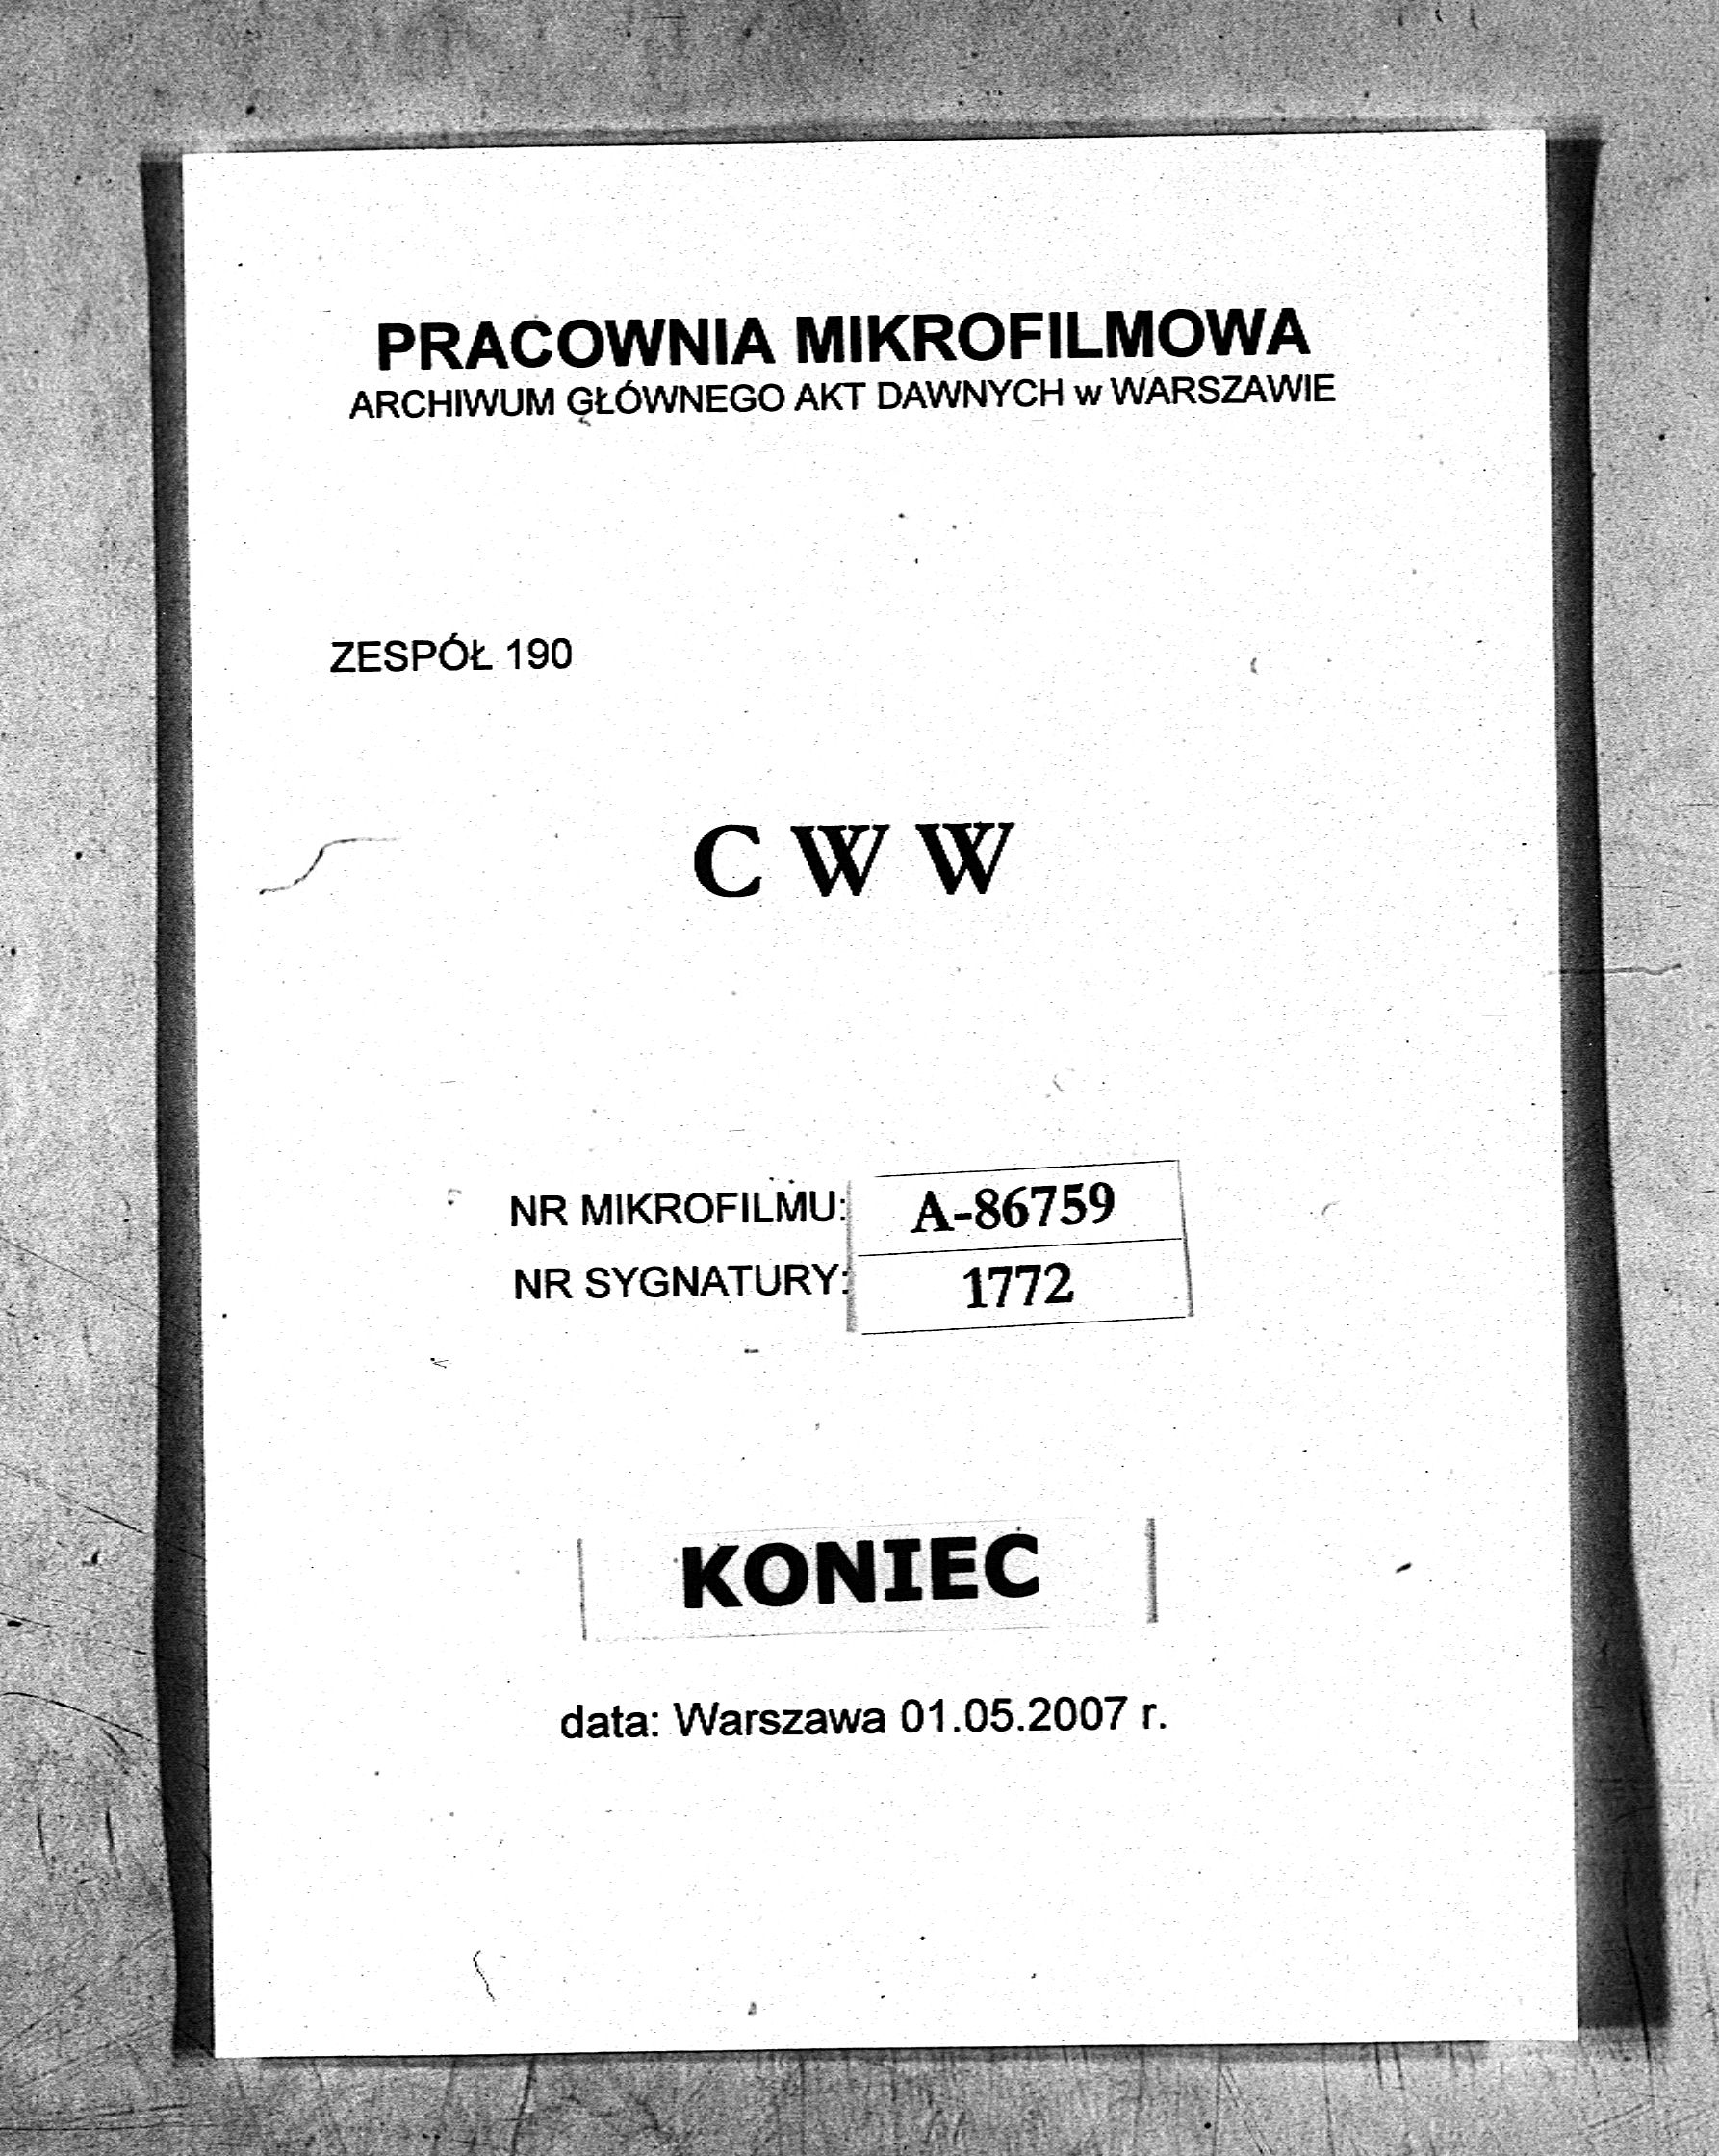 PRACOWNIA MIKROFILMOWA
ARCHIWUM GŁÓWNEGO AKT DAWNYCH w WARSZAWIE
ZESPÓŁ 190
C W W
NR MIKROFILMU: A-86759
NR SYGNATURY: 1772
KONIEC
data: Warszawa 01.05.2007 r.